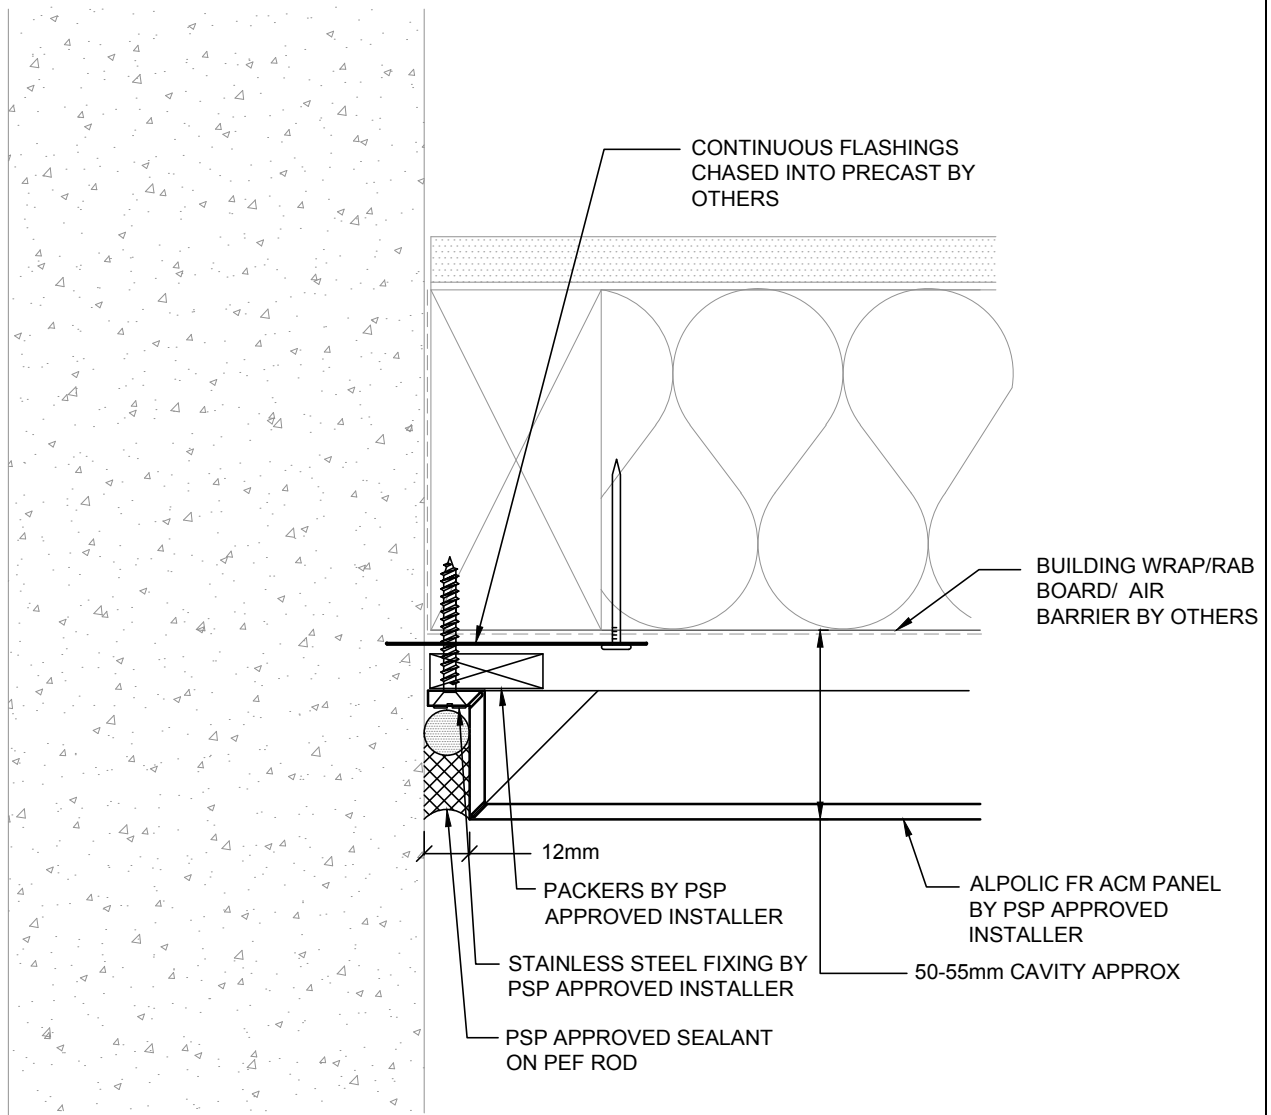 CONTINUOUS FLASHINGS
CHASED INTO PRECAST BY
OTHERS
BUILDING WRAP/RAB
BOARD/ AIR
BARRIER BY OTHERS
12mm
PACKERS BY PSP
APPROVED INSTALLER
ALPOLIC FR ACM PANEL
BY PSP APPROVED
INSTALLER
STAINLESS STEEL FIXING BY
PSP APPROVED INSTALLER
50-55mm CAVITY APPROX
PSP APPROVED SEALANT
ON PEF ROD